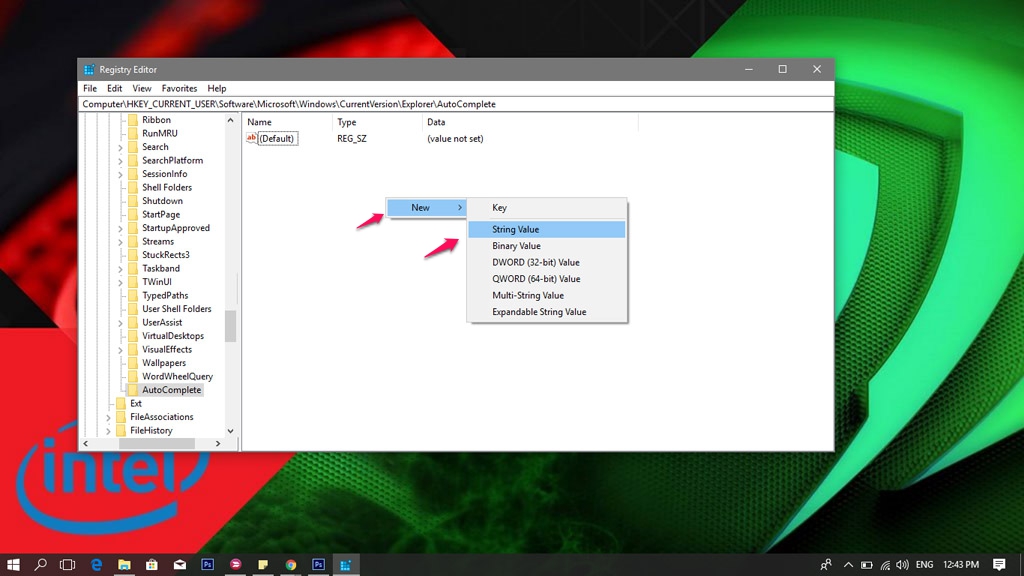 Registry Editor
File Edit View Favorites Help
Computer\HKEY_CURRENT_USER\Software\Microsoft\Windows\CurrentVersion\Explorer\AutoComplete
Ribbon
RunMRU
Search
SearchPlatform
SessionInfo
Shell Folders
Shutdown
StartPage
StartupApproved
Streams
StuckRects3
Taskband
TWinUI
TypedPaths
User Shell Folders
UserAssist
VirtualDesktops
VisualEffects
Wallpapers
WordWheelQuery
AutoComplete
Ext
FileAssociations
FileHistory
Name Type Data
ab (Default) REG_SZ (value not set)
New
Key
String Value
Binary Value
DWORD (32-bit) Value
QWORD (64-bit) Value
Multi-String Value
Expandable String Value
intel
e Ps Ps ENG 12:43 PM